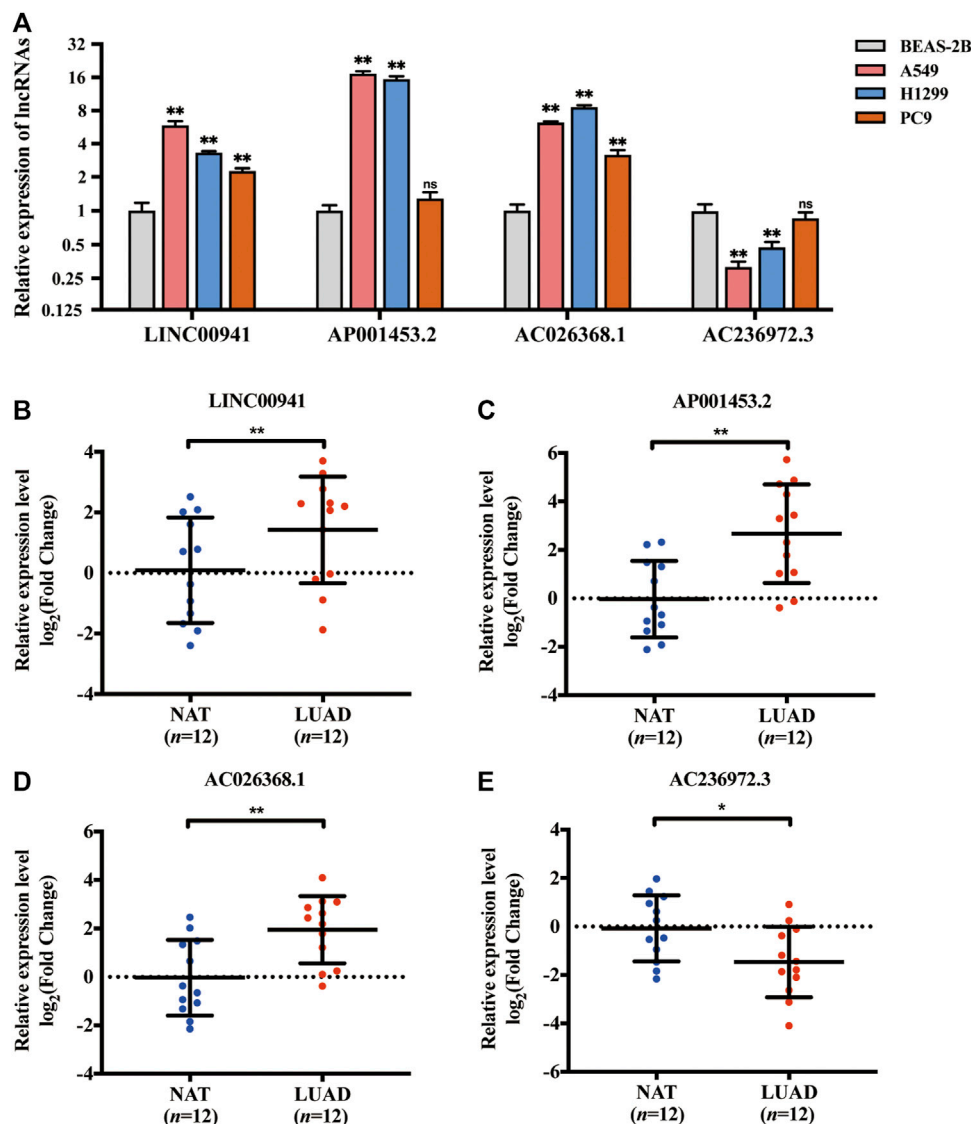 A
Relative expression of lncRNAs
32
16
8
4
2
1
0.5
0.25
0.125
** ** **
** ** ns
** ** **
** ** ns
LINC00941 AP001453.2 AC026368.1 AC236972.3
BEAS-2B
A549
H1299
PC9
B
LINC00941
**
Relative expression level
log2(Fold Change)
4
2
0
-2
-4
NAT LUAD
(n=12) (n=12)
C
AP001453.2
**
Relative expression level
log2(Fold Change)
6
4
2
0
-2
-4
NAT LUAD
(n=12) (n=12)
D
AC026368.1
**
Relative expression level
log2(Fold Change)
6
4
2
0
-2
-4
NAT LUAD
(n=12) (n=12)
E
AC236972.3
*
Relative expression level
log2(Fold Change)
4
2
0
-2
-4
-6
NAT LUAD
(n=12) (n=12)